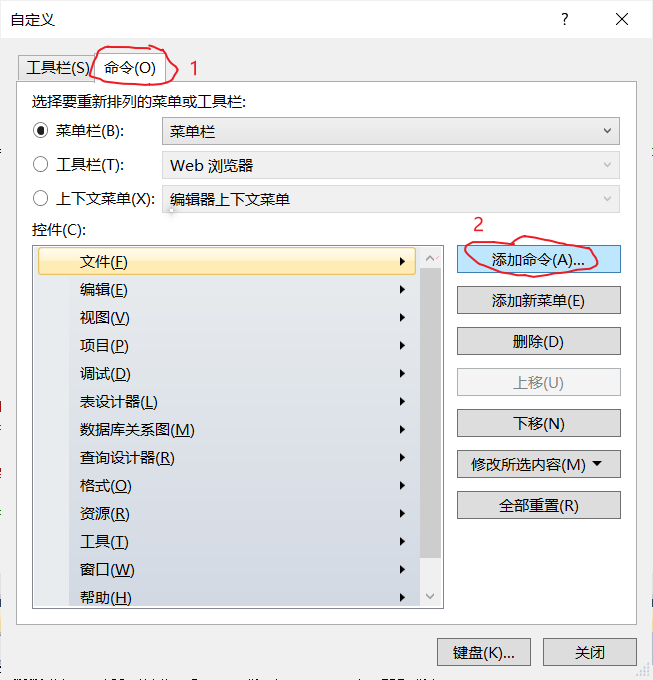 自定义
?
工具栏(S) 命令(O) 1
选择要重新排列的菜单或工具栏:
菜单栏(B): 菜单栏
工具栏(T): Web 浏览器
上下文菜单(X): 编辑器上下文菜单
控件(C): 2
文件(F) 添加命令(A)...
编辑(E) 添加新菜单(E)
视图(V)
项目(P) 删除(D)
调试(D) 上移(U)
表设计器(L)
数据库关系图(M) 下移(N)
查询设计器(R) 修改所选内容(M)
格式(O) 全部重置(R)
资源(R)
工具(T)
窗口(W)
帮助(H)
键盘(K)... 关闭